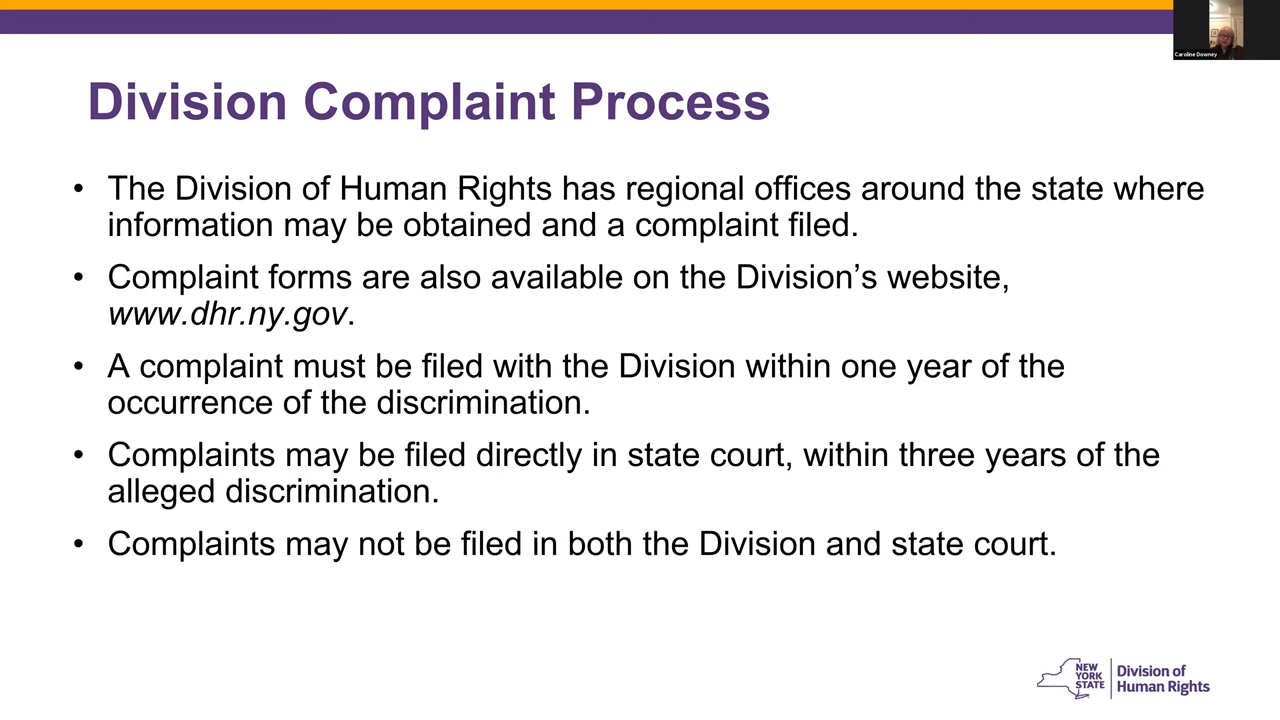 Caroline Downey
Division Complaint Process
• The Division of Human Rights has regional offices around the state where
information may be obtained and a complaint filed.
• Complaint forms are also available on the Division’s website,
www.dhr.ny.gov.
• A complaint must be filed with the Division within one year of the
occurrence of the discrimination.
• Complaints may be filed directly in state court, within three years of the
alleged discrimination.
• Complaints may not be filed in both the Division and state court.
NEW
YORK
STATE
Division of
Human Rights